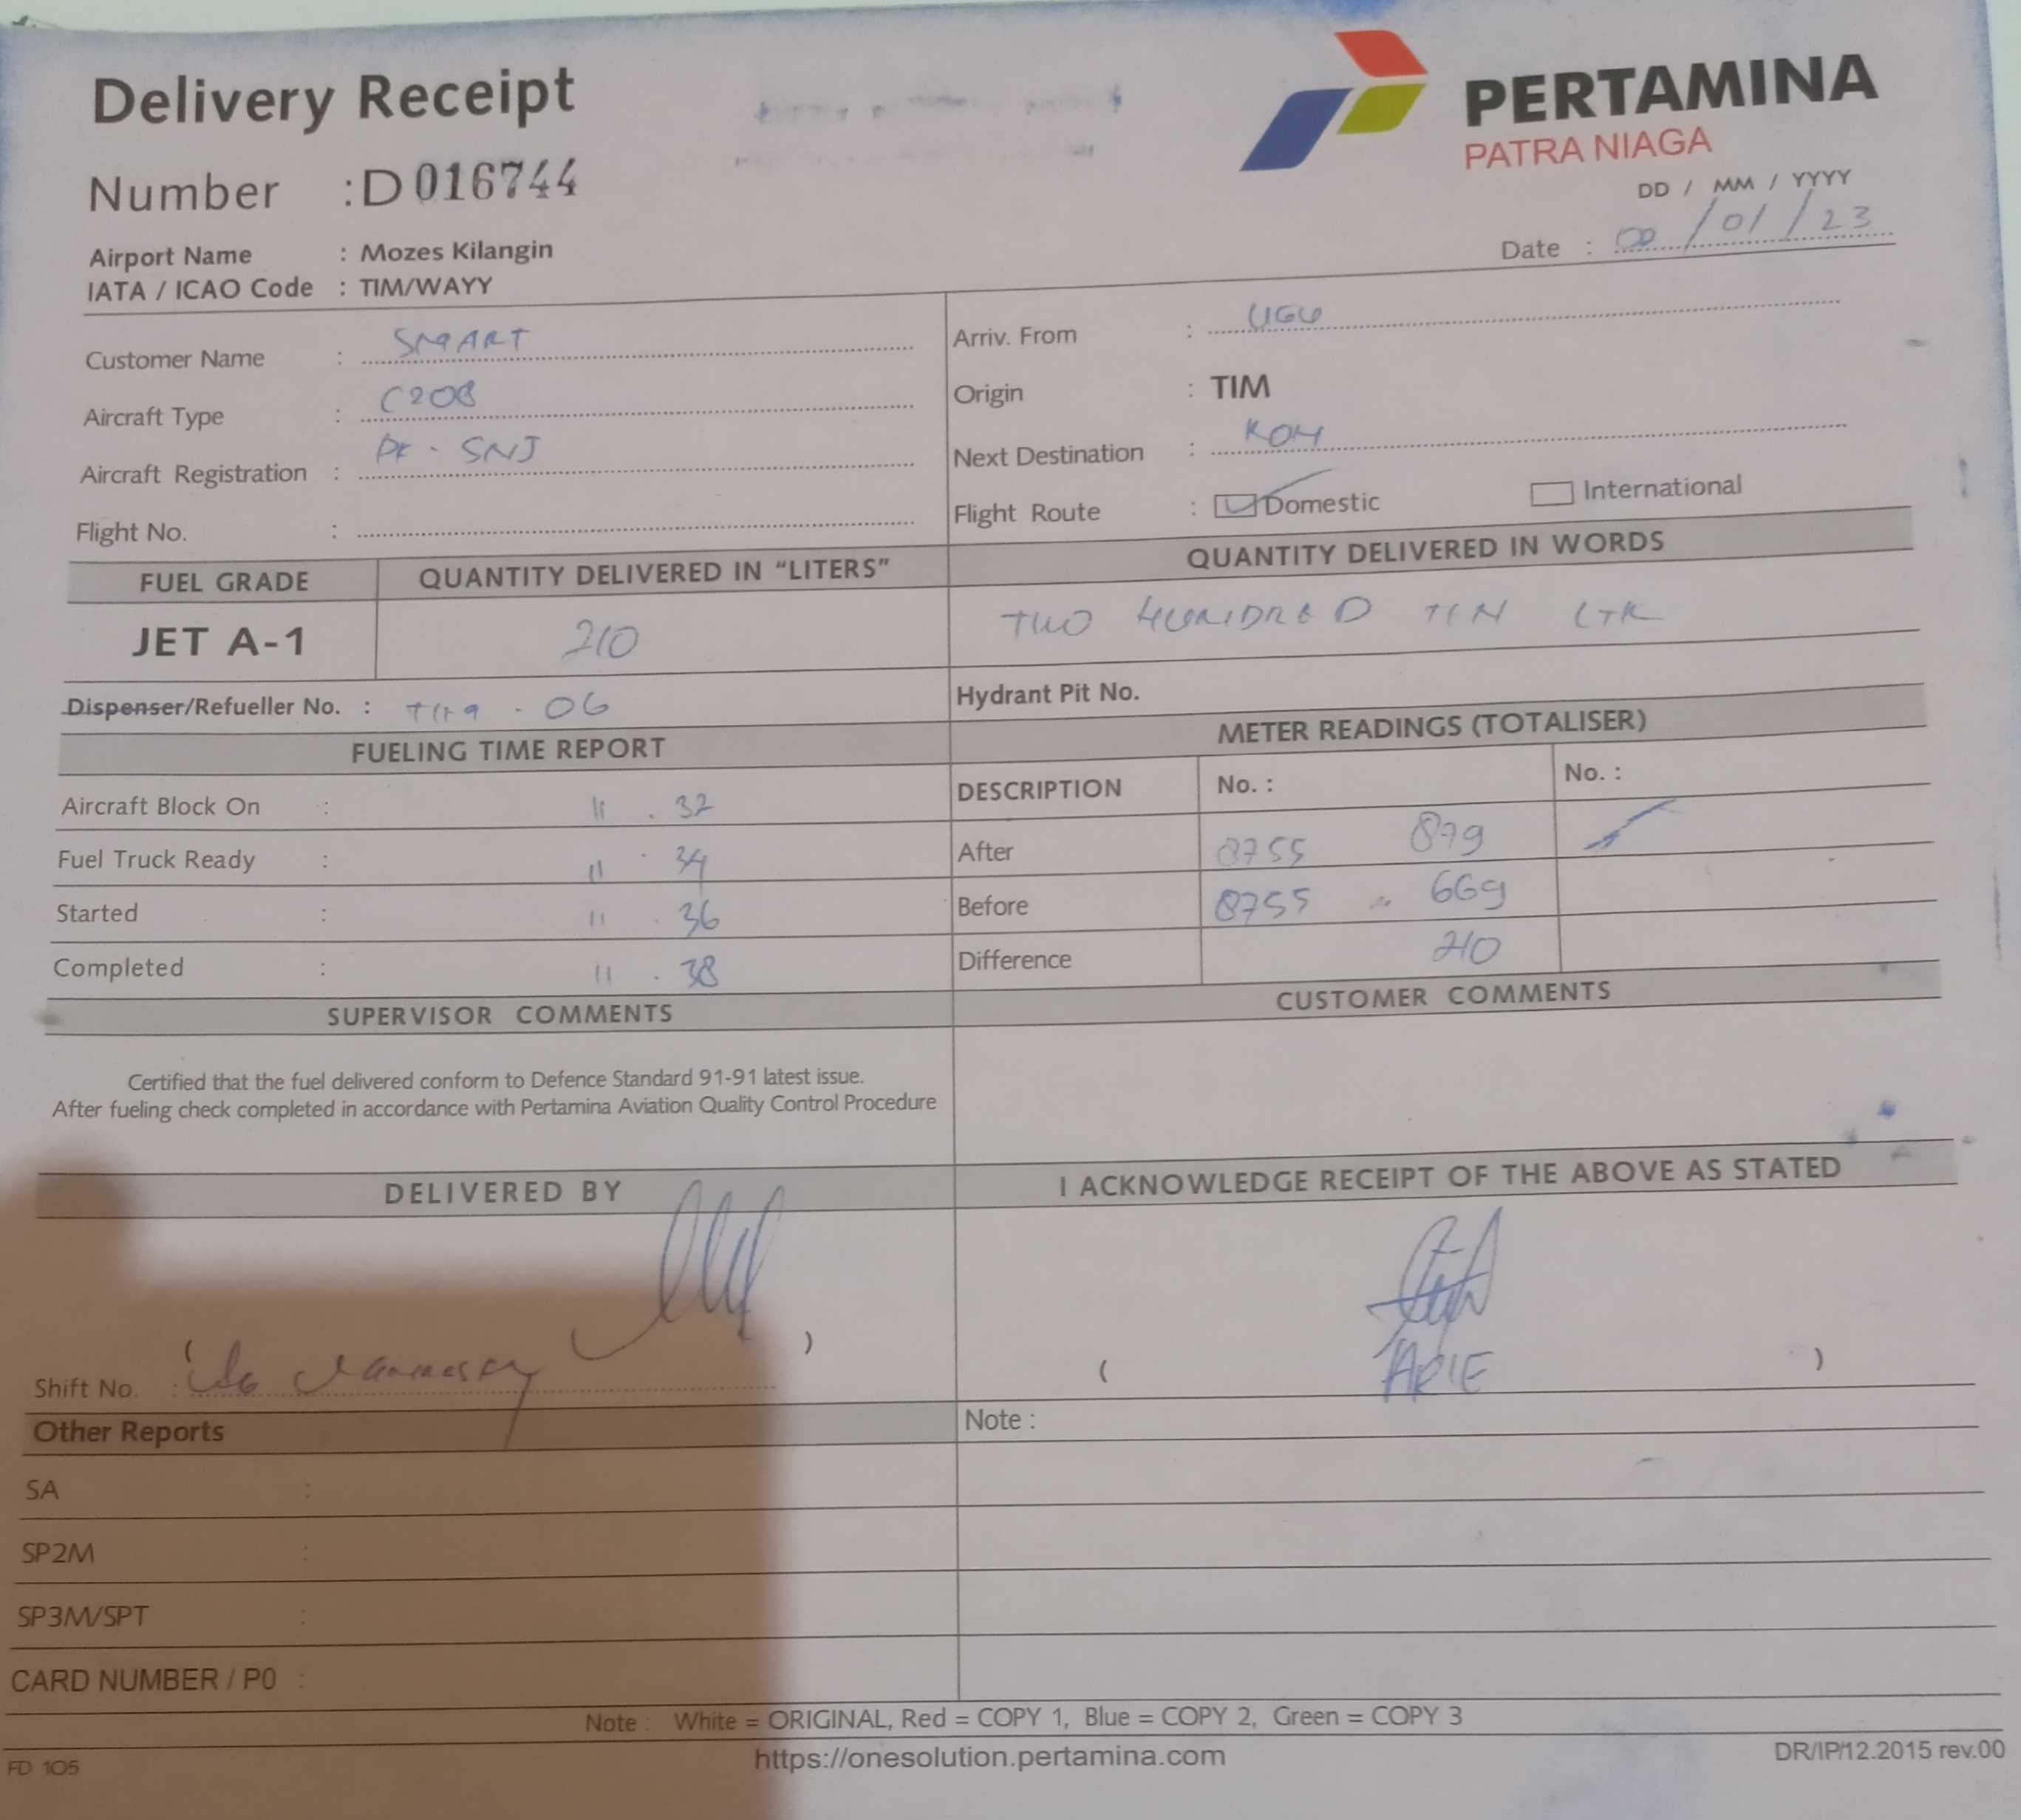 Delivery Receipt
PERTAMINA
PATRA NIAGA
Number : D 016744
DD / MM / YYYY
Airport Name : Mozes Kilangin
Date : /01/23
IATA / ICAO Code : TIM/WAYY
Customer Name : SMART
Arriv. From : UGU
Aircraft Type : C208
Origin : TIM
Aircraft Registration : PK - SNJ
Next Destination :
Flight No. :
Flight Route : Domestic International
FUEL GRADE QUANTITY DELIVERED IN "LITERS" QUANTITY DELIVERED IN WORDS
JET A-1 210 TWO HUNDRED TEN LTR
Dispenser/Refueller No. : - 06 Hydrant Pit No.
FUELING TIME REPORT METER READINGS (TOTALISER)
Aircraft Block On : 11 . 32
DESCRIPTION No. : No. :
Fuel Truck Ready : 11 . 34
After 8755 879
Started : 11 . 36
Before 8755 669
Completed : 11 . 38
Difference 210
SUPERVISOR COMMENTS CUSTOMER COMMENTS
Certified that the fuel delivered conform to Defence Standard 91-91 latest issue.
After fueling check completed in accordance with Pertamina Aviation Quality Control Procedure
DELIVERED BY I ACKNOWLEDGE RECEIPT OF THE ABOVE AS STATED
( ) ( ARIE )
Shift No. :
Other Reports Note :
SA :
SP2M :
SP3M/SPT :
CARD NUMBER / P0 :
Note : White = ORIGINAL, Red = COPY 1, Blue = COPY 2, Green = COPY 3
FD 105 https://onesolution.pertamina.com DR/IP/12.2015 rev.00